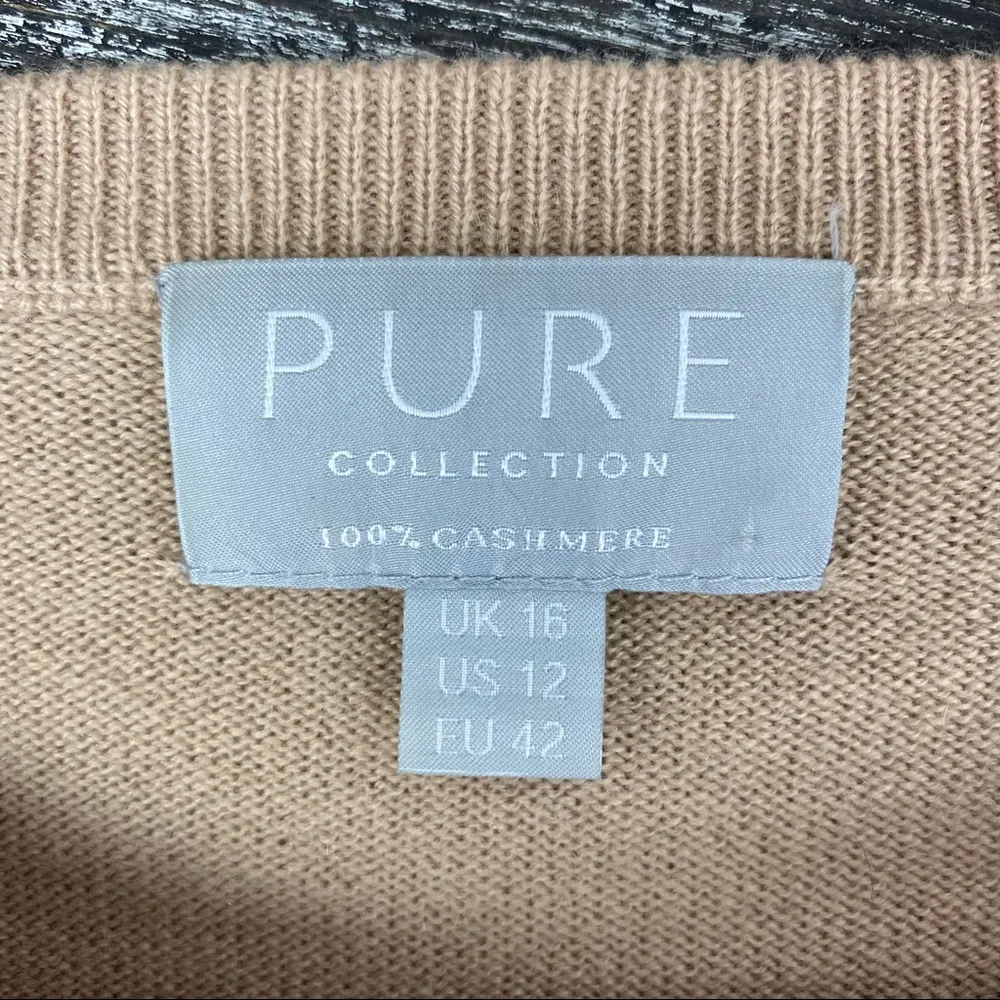 PURE
COLLECTION
100% CASHMERE
UK 16
US 12
EU 42